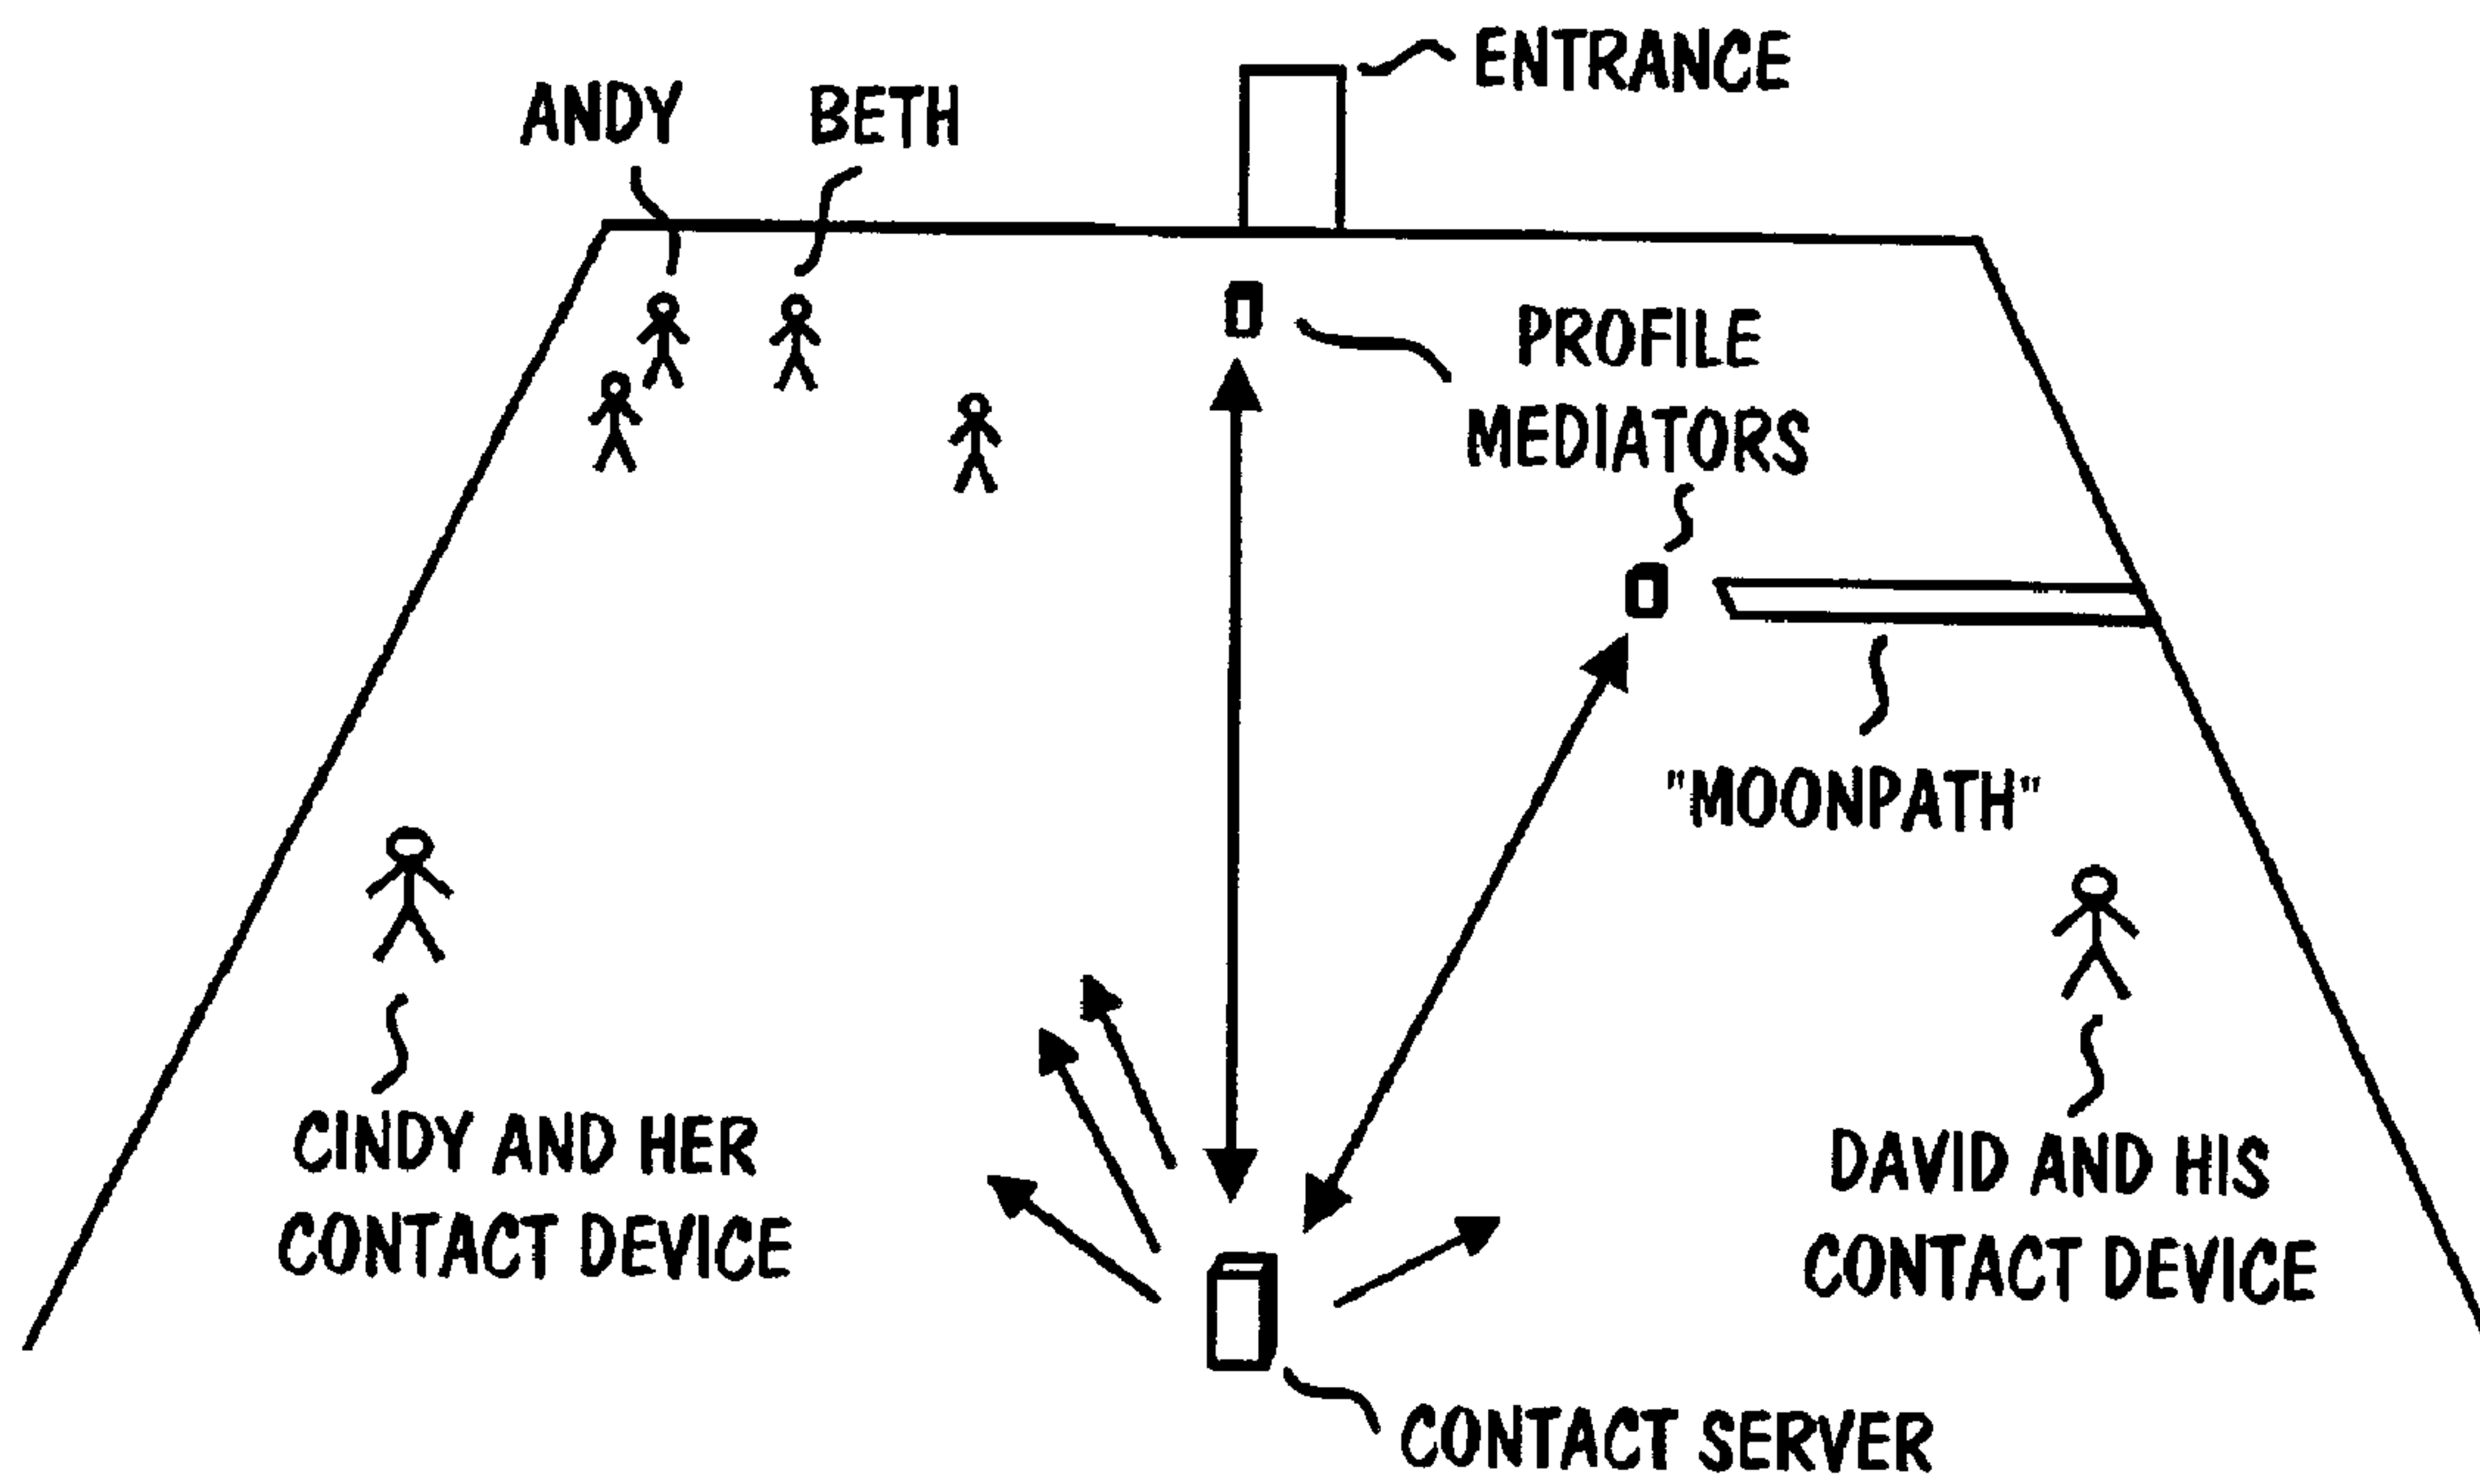 ENTRANCE
ANDY
BETH
PROFILE
MEDIATORS
"MOONPATH"
CINDY AND HER
CONTACT DEVICE
DAVID AND HIS
CONTACT DEVICE
CONTACT SERVER